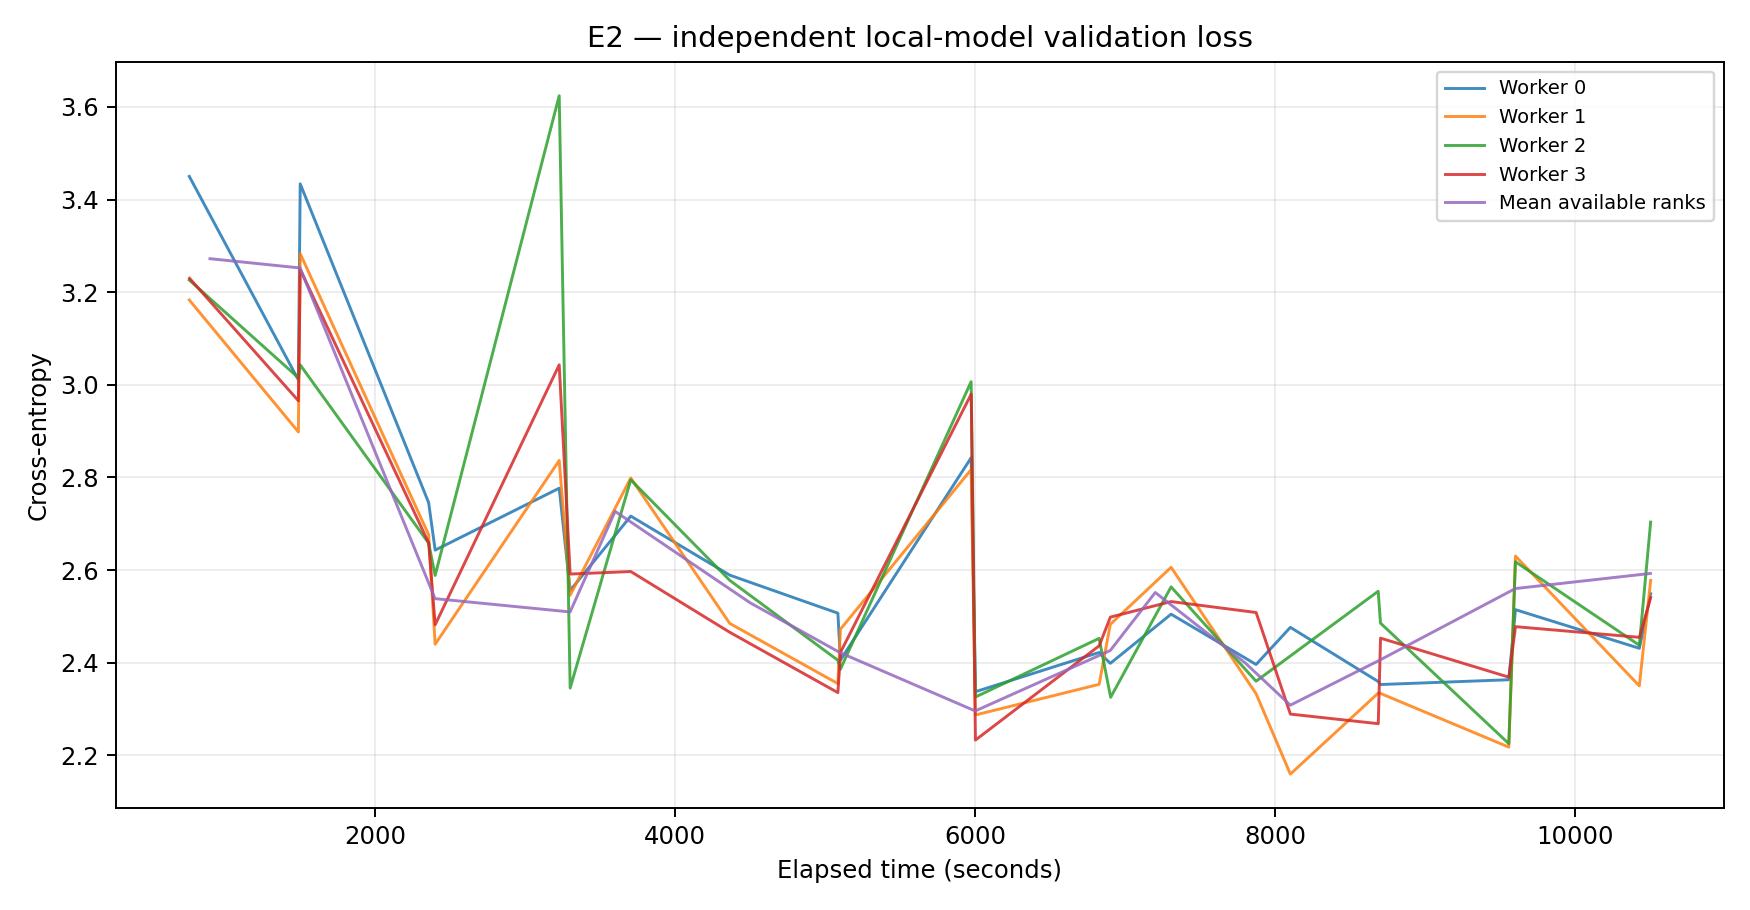 E2 — independent local-model validation loss
Cross-entropy
3.6
3.4
3.2
3.0
2.8
2.6
2.4
2.2
Worker 0
Worker 1
Worker 2
Worker 3
Mean available ranks
2000
4000
6000
8000
10000
Elapsed time (seconds)